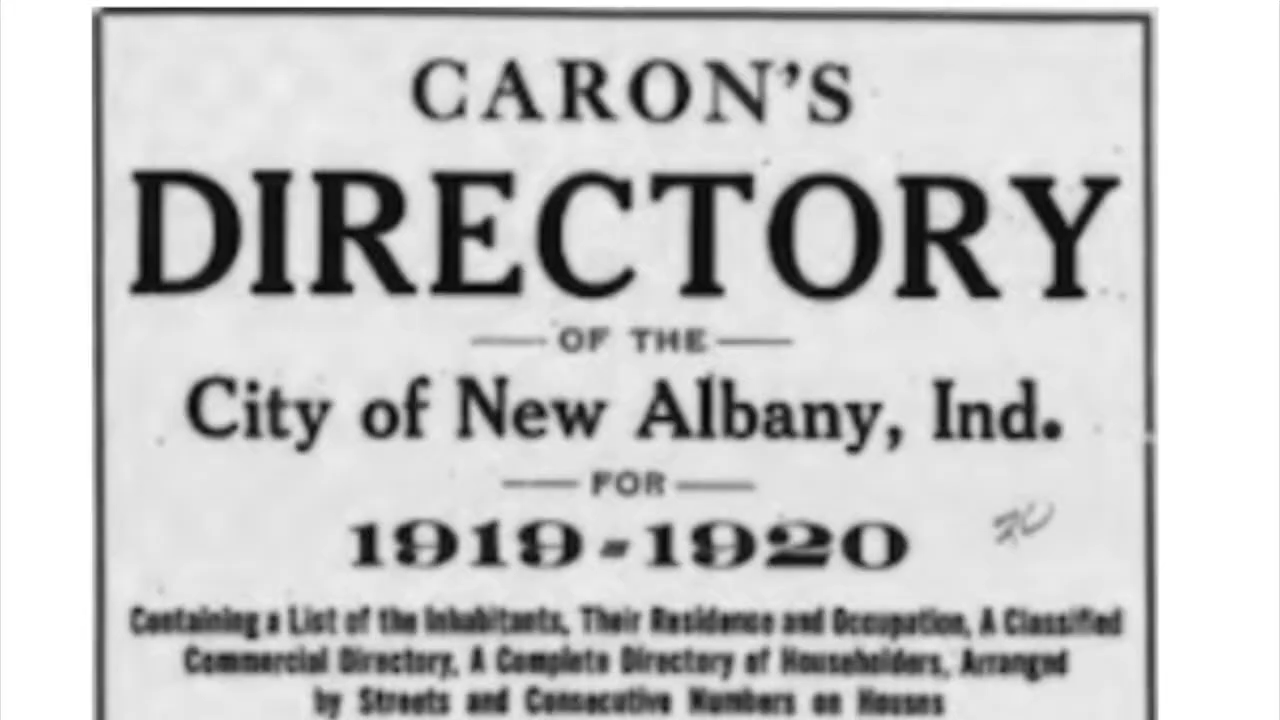 CARON'S
DIRECTORY
OF THE
City of New Albany, Ind.
FOR
1919-1920
Containing a List of the Inhabitants, Their Residence and Occupation, A Classified
Commercial Directory, A Complete Directory of Householders, Arranged
by Streets and Consecutive Numbers on Houses